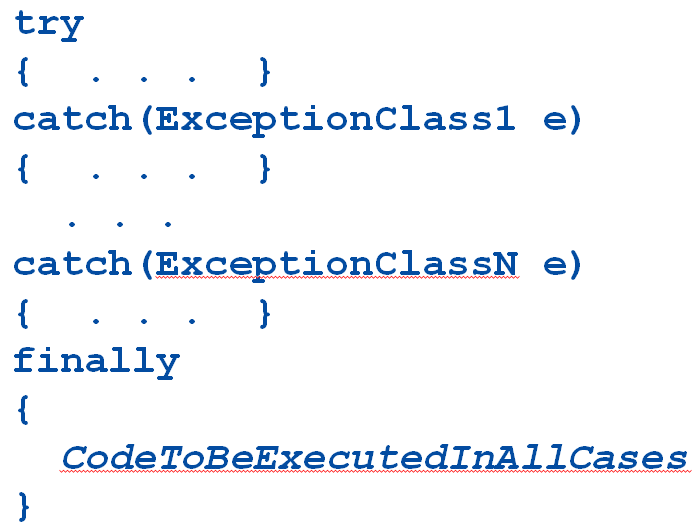 try
{ . . . }
catch(ExceptionClass1 e)
{ . . . }
. . .
catch(ExceptionClassN e)
{ . . . }
finally
{
CodeToBeExecutedInAllCases
}